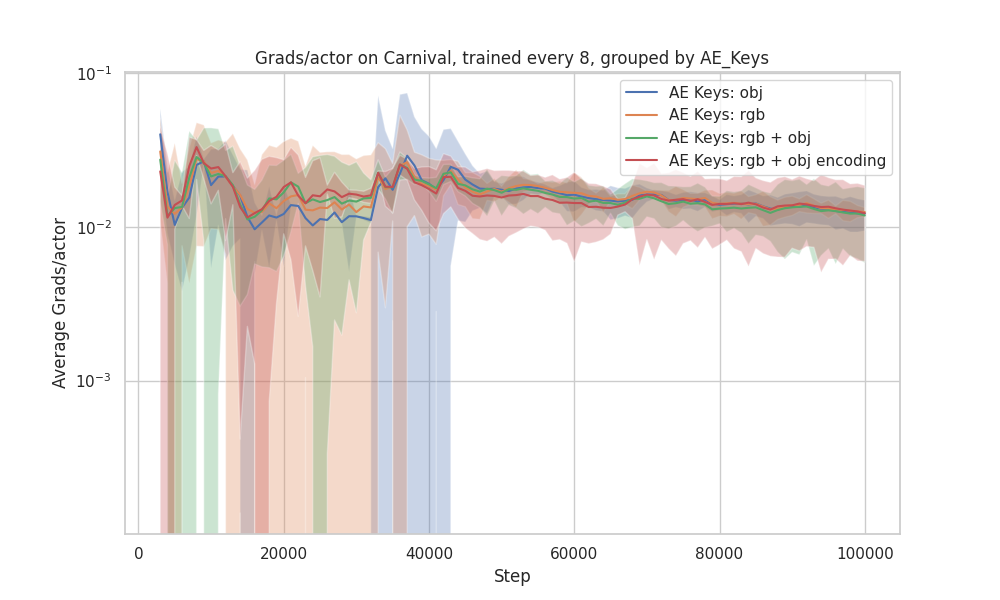 Grads/actor on Carnival, trained every 8, grouped by AE_Keys
AE Keys: obj
AE Keys: rgb
AE Keys: rgb + obj
AE Keys: rgb + obj encoding
Average Grads/actor
10⁻¹
10⁻²
10⁻³
0 20000 40000 60000 80000 100000
Step